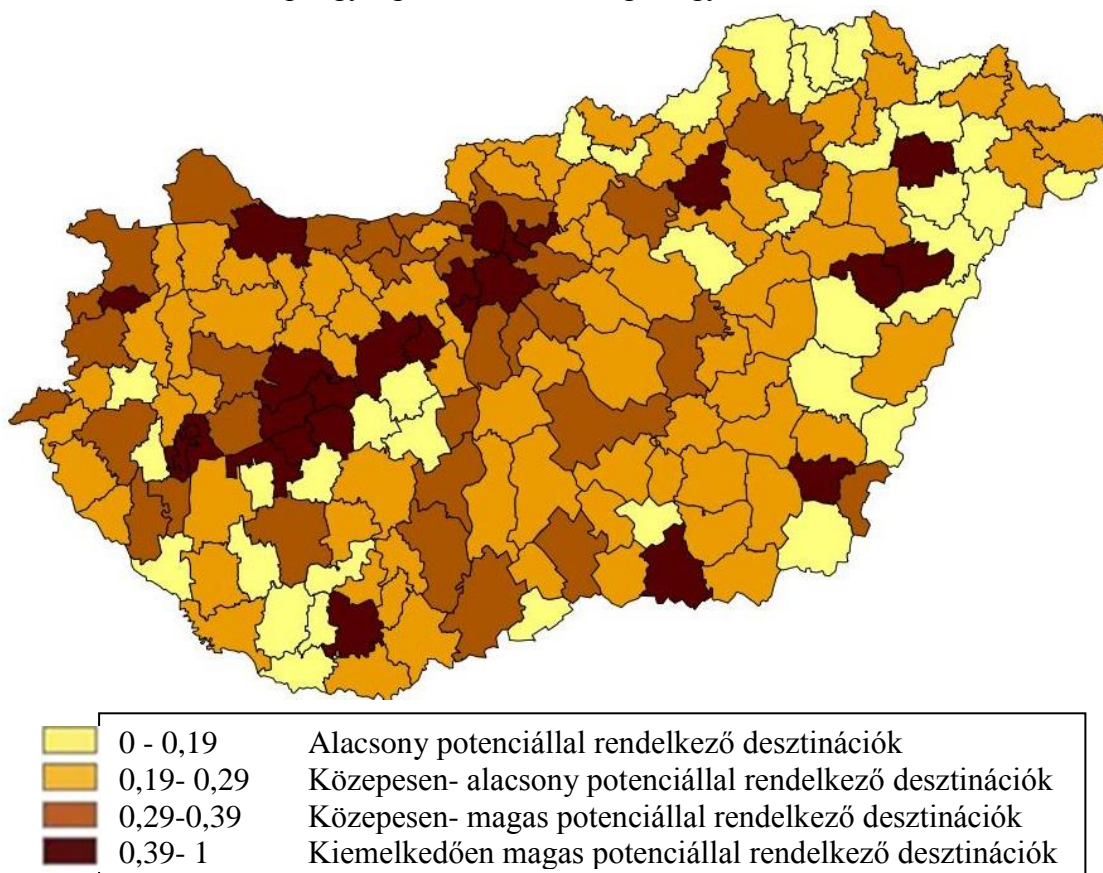 0 - 0,19 Alacsony potenciállal rendelkező desztinációk
0,19- 0,29 Közepesen- alacsony potenciállal rendelkező desztinációk
0,29-0,39 Közepesen- magas potenciállal rendelkező desztinációk
0,39- 1 Kiemelkedően magas potenciállal rendelkező desztinációk